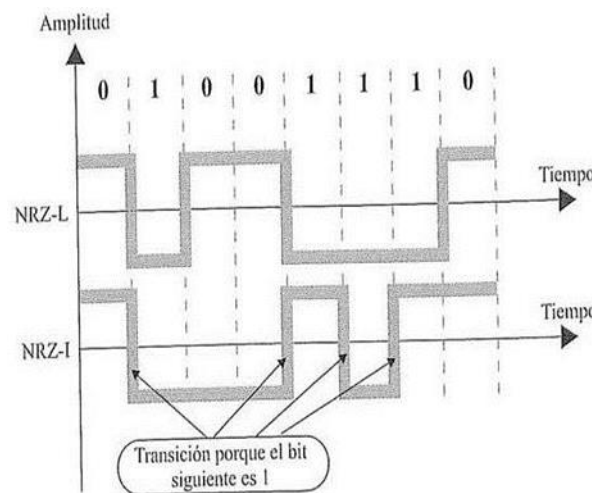 Amplitud
0 1 0 0 1 1 1 0
Tiempo
NRZ-L
Tiempo
NRZ-I
Transición porque el bit
siguiente es 1